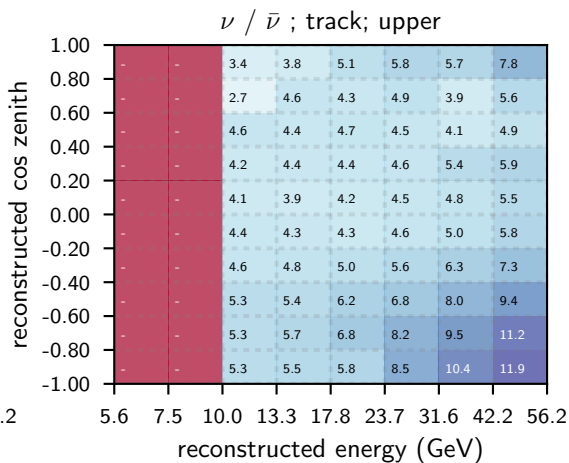 ν / ν̄ ; track; upper
1.00
- - 3.4 3.8 5.1 5.8 5.7 7.8
0.80
- - 2.7 4.6 4.3 4.9 3.9 5.6
0.60
- - 4.6 4.4 4.7 4.5 4.1 4.9
0.40
- - 4.2 4.4 4.4 4.6 5.4 5.9
0.20
- - 4.1 3.9 4.2 4.5 4.8 5.5
0.00
- - 4.4 4.3 4.3 4.6 5.0 5.8
-0.20
- - 4.6 4.8 5.0 5.6 6.3 7.3
-0.40
- - 5.3 5.4 6.2 6.8 8.0 9.4
-0.60
- - 5.3 5.7 6.8 8.2 9.5 11.2
-0.80
- - 5.3 5.5 5.8 8.5 10.4 11.9
-1.00
reconstructed cos zenith
.2 5.6 7.5 10.0 13.3 17.8 23.7 31.6 42.2 56.2
reconstructed energy (GeV)